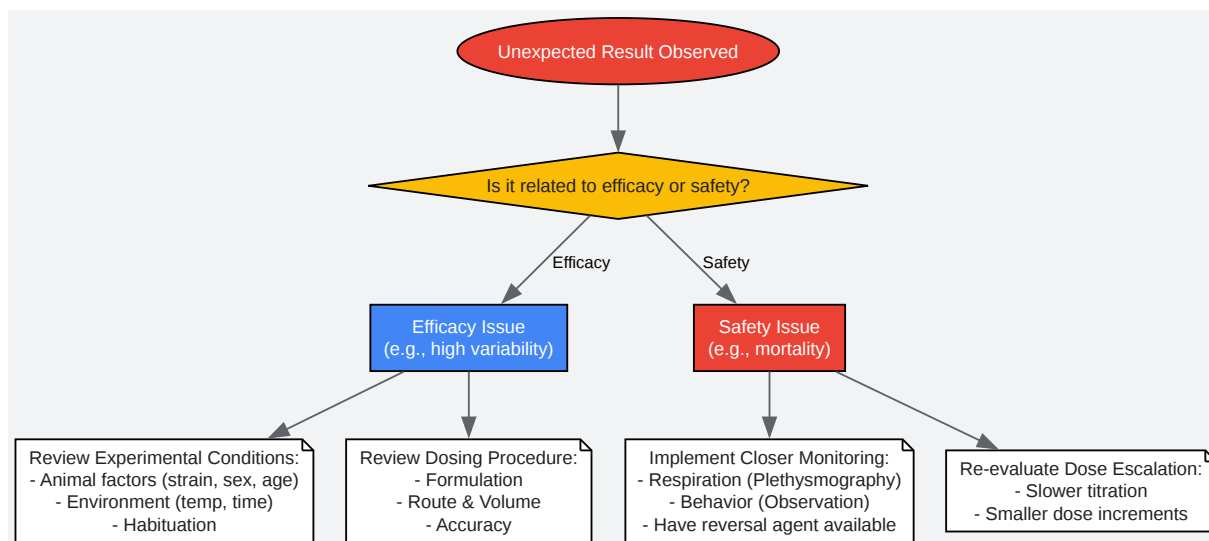 Unexpected Result Observed
Is it related to efficacy or safety?
Efficacy
Safety
Efficacy Issue
(e.g., high variability)
Safety Issue
(e.g., mortality)
Review Experimental Conditions:
- Animal factors (strain, sex, age)
- Environment (temp, time)
- Habituation
Review Dosing Procedure:
- Formulation
- Route & Volume
- Accuracy
Implement Closer Monitoring:
- Respiration (Plethysmography)
- Behavior (Observation)
- Have reversal agent available
Re-evaluate Dose Escalation:
- Slower titration
- Smaller dose increments